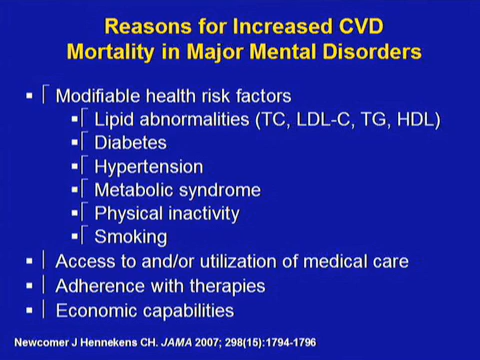 Reasons for Increased CVD
Mortality in Major Mental Disorders
▪ ⎡ Modifiable health risk factors
▪ ⎡ Lipid abnormalities (TC, LDL-C, TG, HDL)
▪ ⎡ Diabetes
▪ ⎡ Hypertension
▪ ⎡ Metabolic syndrome
▪ ⎡ Physical inactivity
▪ ⎡ Smoking
▪ | Access to and/or utilization of medical care
▪ | Adherence with therapies
▪ | Economic capabilities
Newcomer J Hennekens CH. JAMA 2007; 298(15):1794-1796